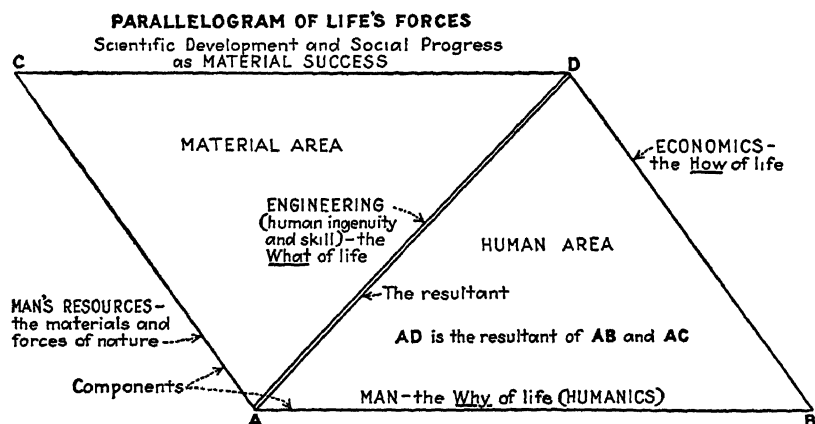 PARALLELOGRAM OF LIFE'S FORCES
Scientific Development and Social Progress
as MATERIAL SUCCESS
C
D
MATERIAL AREA
ECONOMICS–
the How of life
ENGINEERING
(human ingenuity
and skill)–the
What of life
HUMAN AREA
The resultant
MAN'S RESOURCES–
the materials and
forces of nature
AD is the resultant of AB and AC
Components
MAN–the Why of life (HUMANICS)
A
B